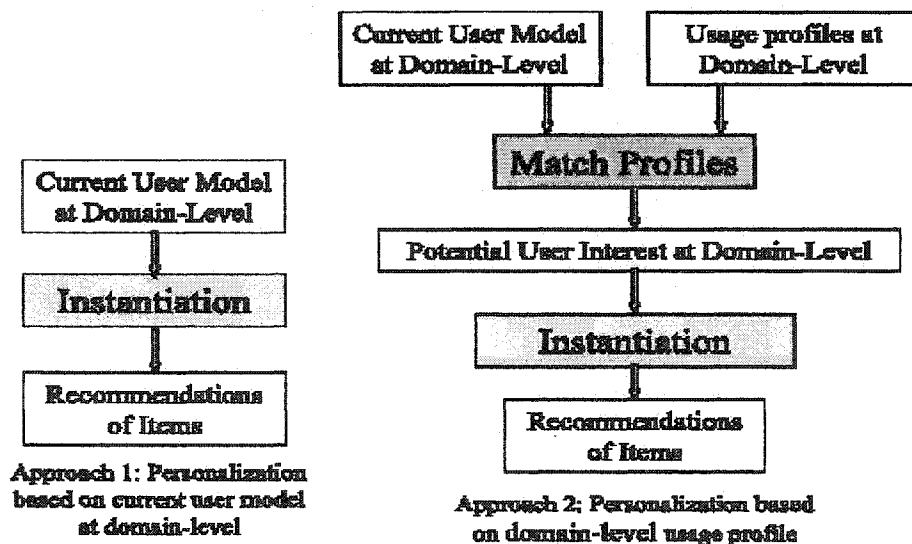 Current User Model
at Domain-Level
Instantiation
Recommendations
of Items
Approach 1: Personalization
based on current user model
at domain-level
Current User Model
at Domain-Level
Usage profiles at
Domain-Level
Match Profiles
Potential User Interest at Domain-Level
Instantiation
Recommendations
of Items
Approach 2: Personalization based
on domain-level usage profile